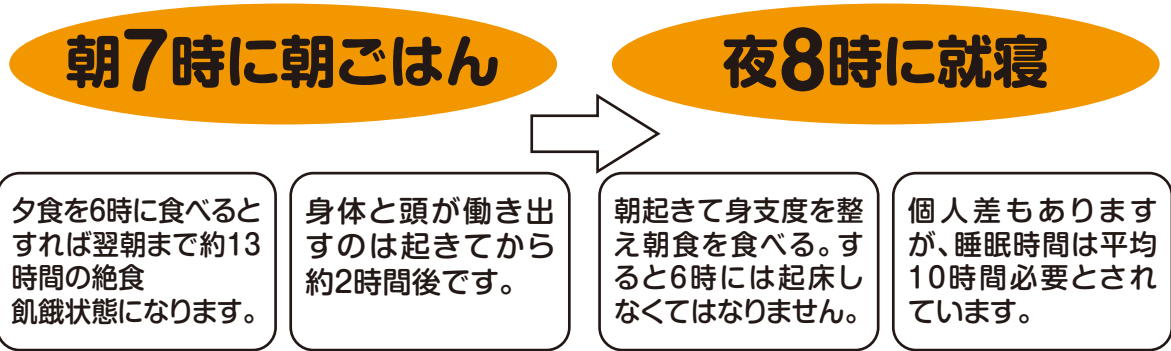 朝7時に朝ごはん
夜8時に就寝
夕食を6時に食べると
すれば翌朝まで約13
時間の絶食
飢餓状態になります。
身体と頭が働き出
すのは起きてから
約2時間後です。
朝起きて身支度を整
え朝食を食べる。す
ると6時には起床し
なくてはなりません。
個人差もあります
が、睡眠時間は平均
10時間必要とされ
ています。